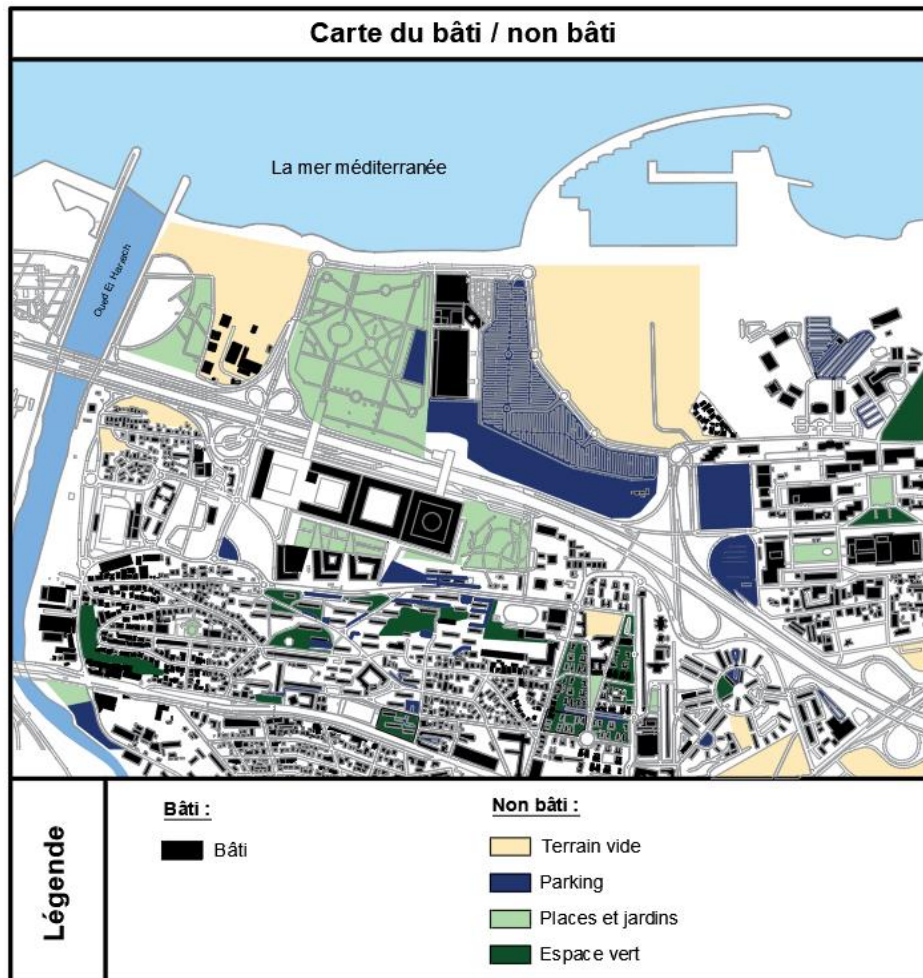 Carte du bâti / non bâti
La mer méditerranée
Oued El Harrach
Légende
Bâti :
Bâti
Non bâti :
Terrain vide
Parking
Places et jardins
Espace vert